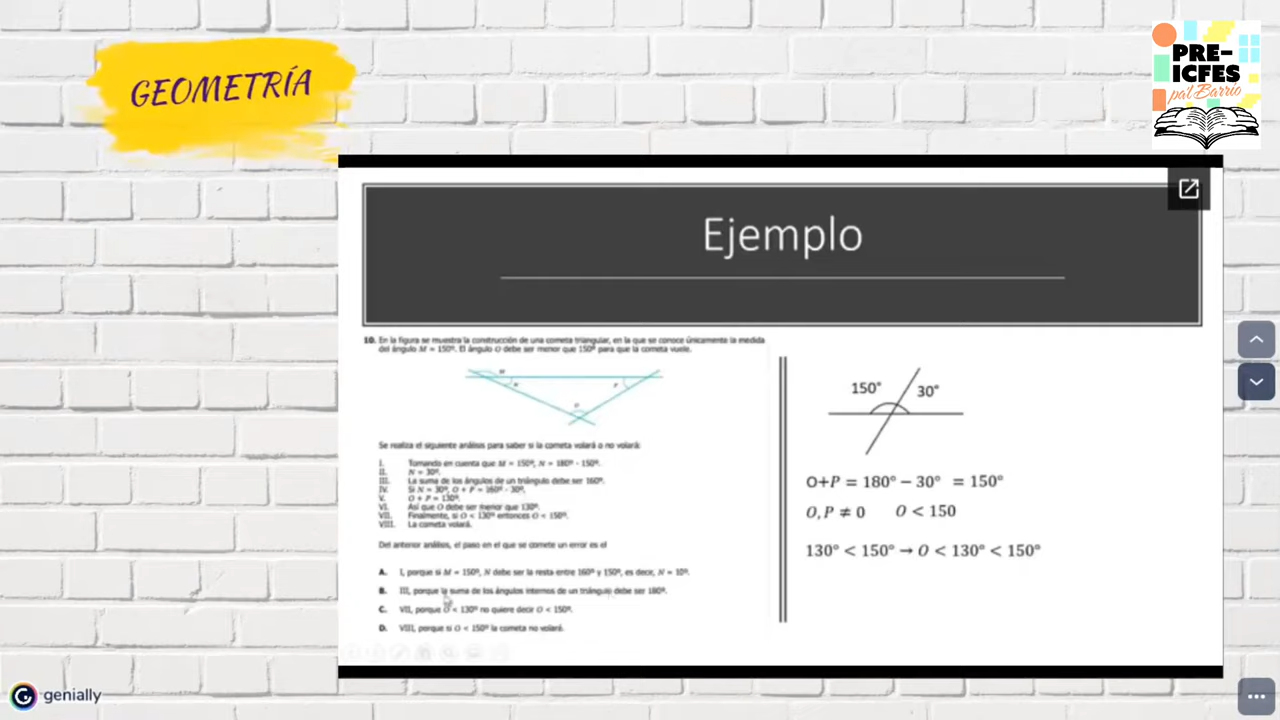 GEOMETRÍA
PRE-
ICFES
pa'l Barrio
Ejemplo
10. En la figura se muestra la construcción de una cometa triangular, en la que se conoce únicamente la medida
del ángulo M = 150º. El ángulo O debe ser menor que 150º para que la cometa vuele.
M
N
P
O
Se realiza el siguiente análisis para saber si la cometa volará o no volará:
I. Tomando en cuenta que M = 150º, N = 180º - 150º.
II. N = 30º.
III. La suma de los ángulos de un triángulo debe ser 160º.
IV. Si N = 30º, O + P = 160º - 30º.
V. O + P = 130º.
VI. Así que O debe ser menor que 130º.
VII. Finalmente, si O < 130º entonces O < 150º.
VIII. La cometa volará.
Del anterior análisis, el paso en el que se comete un error es el
A. I, porque si M = 150º, N debe ser la resta entre 160º y 150º, es decir, N = 10º.
B. III, porque la suma de los ángulos internos de un triángulo debe ser 180º.
C. VII, porque O < 130º no quiere decir O < 150º.
D. VIII, porque si O < 150º la cometa no volará.
150° 30°
O+P = 180° − 30° = 150°
O, P ≠ 0 O < 150
130° < 150° → O < 130° < 150°
genially